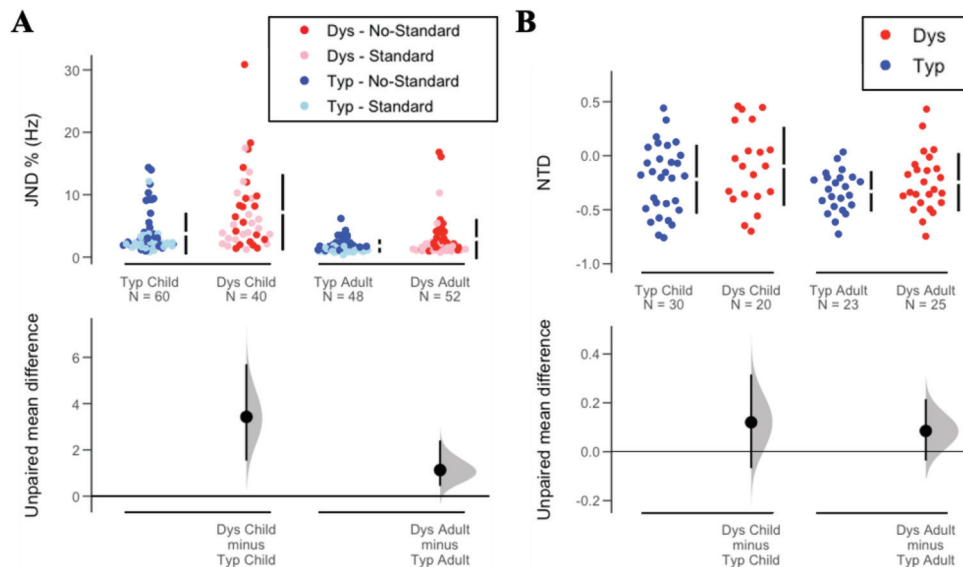 A
Dys - No-Standard
Dys - Standard
Typ - No-Standard
Typ - Standard
JND % (Hz)
30
20
10
0
Typ Child
N = 60
Dys Child
N = 40
Typ Adult
N = 48
Dys Adult
N = 52
Unpaired mean difference
6
4
2
0
Dys Child
minus
Typ Child
Dys Adult
minus
Typ Adult
B
Dys
Typ
NTD
0.5
-0.0
-0.5
-1.0
Typ Child
N = 30
Dys Child
N = 20
Typ Adult
N = 23
Dys Adult
N = 25
Unpaired mean difference
0.4
0.2
0.0
-0.2
Dys Child
minus
Typ Child
Dys Adult
minus
Typ Adult